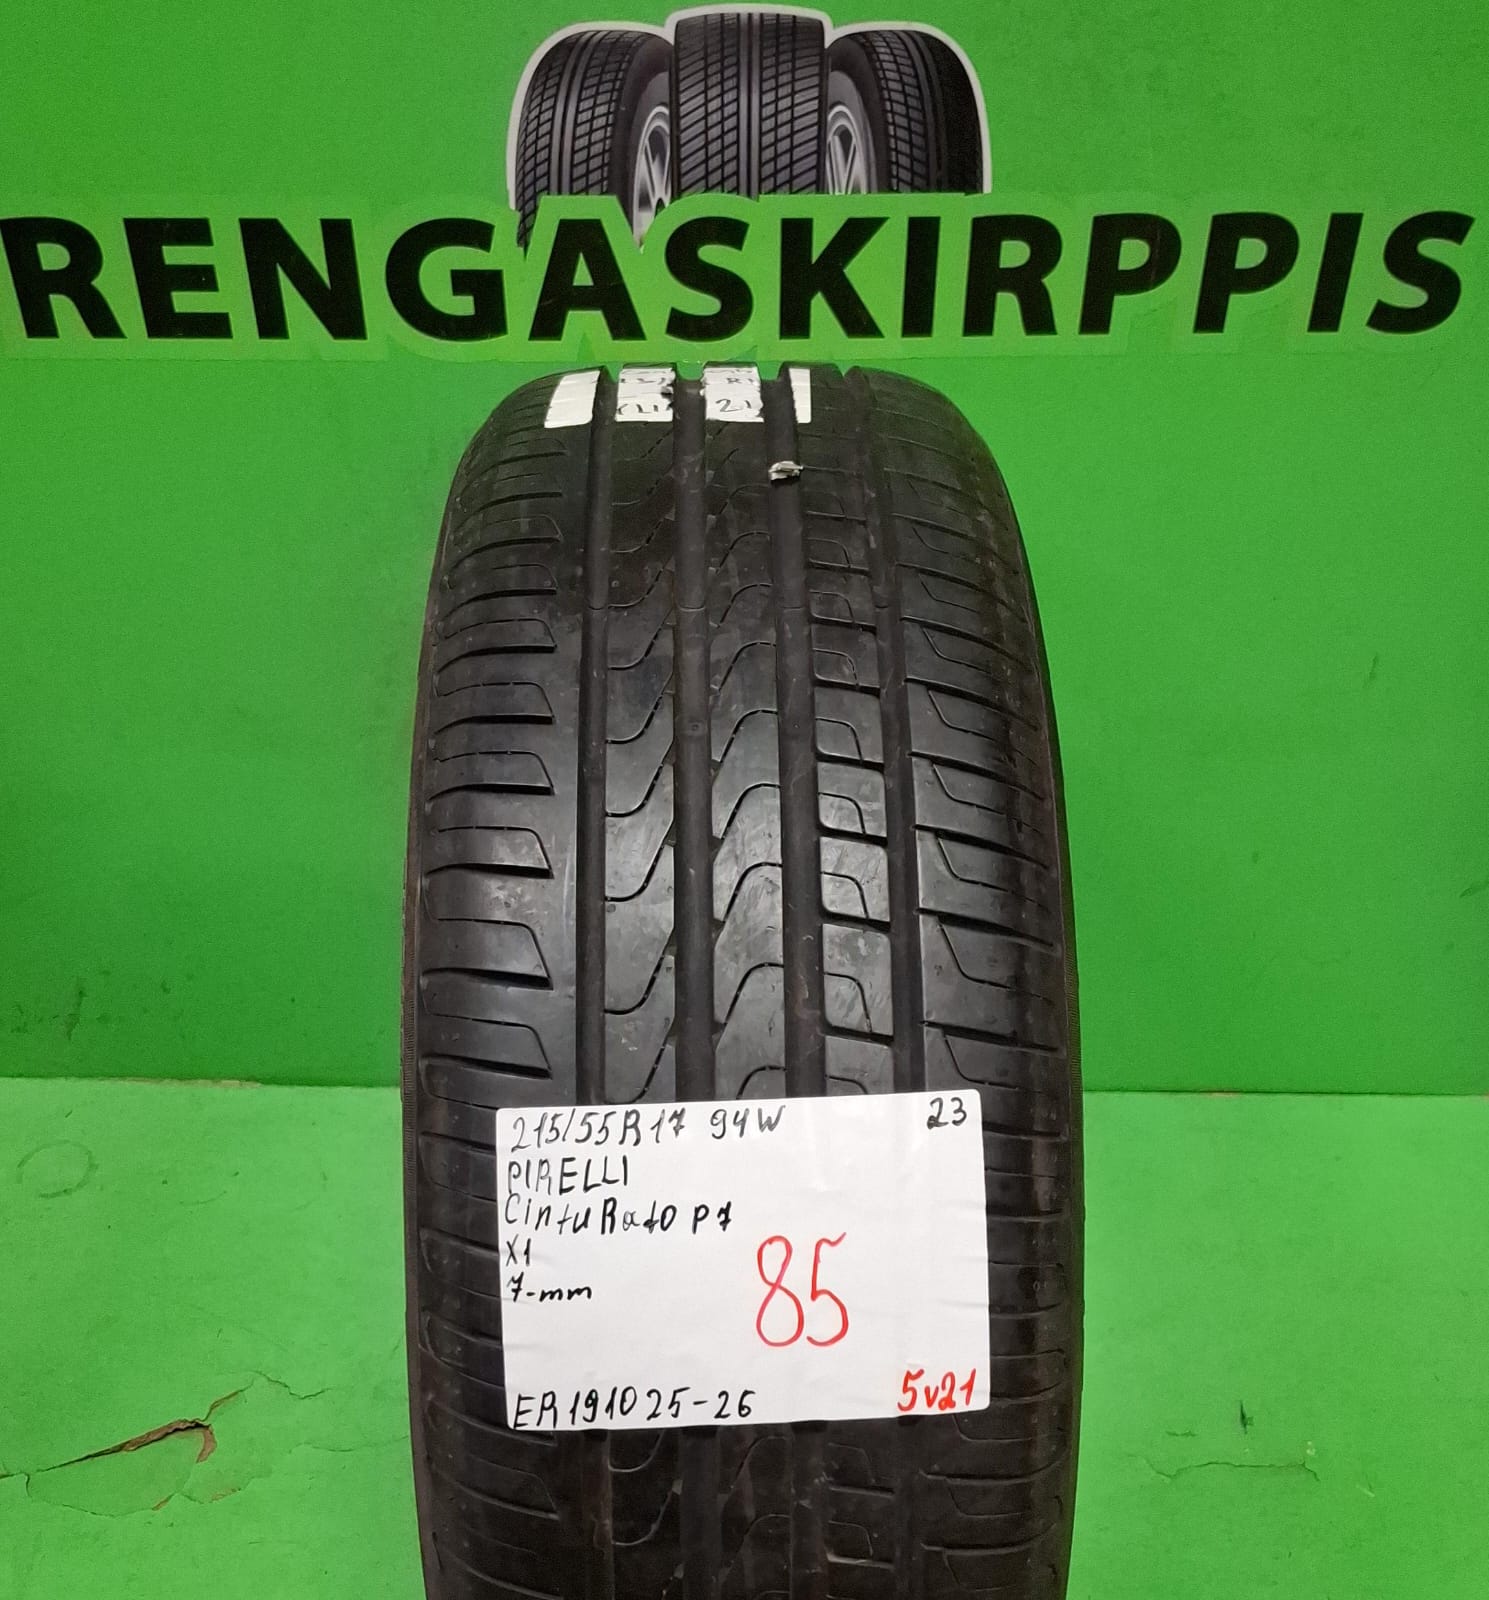 RENGASKIRPPIS
215/55R17 94W 23
PIRELLI
CintuRato P7
X1
7-mm
85
ER191025-26 5v21